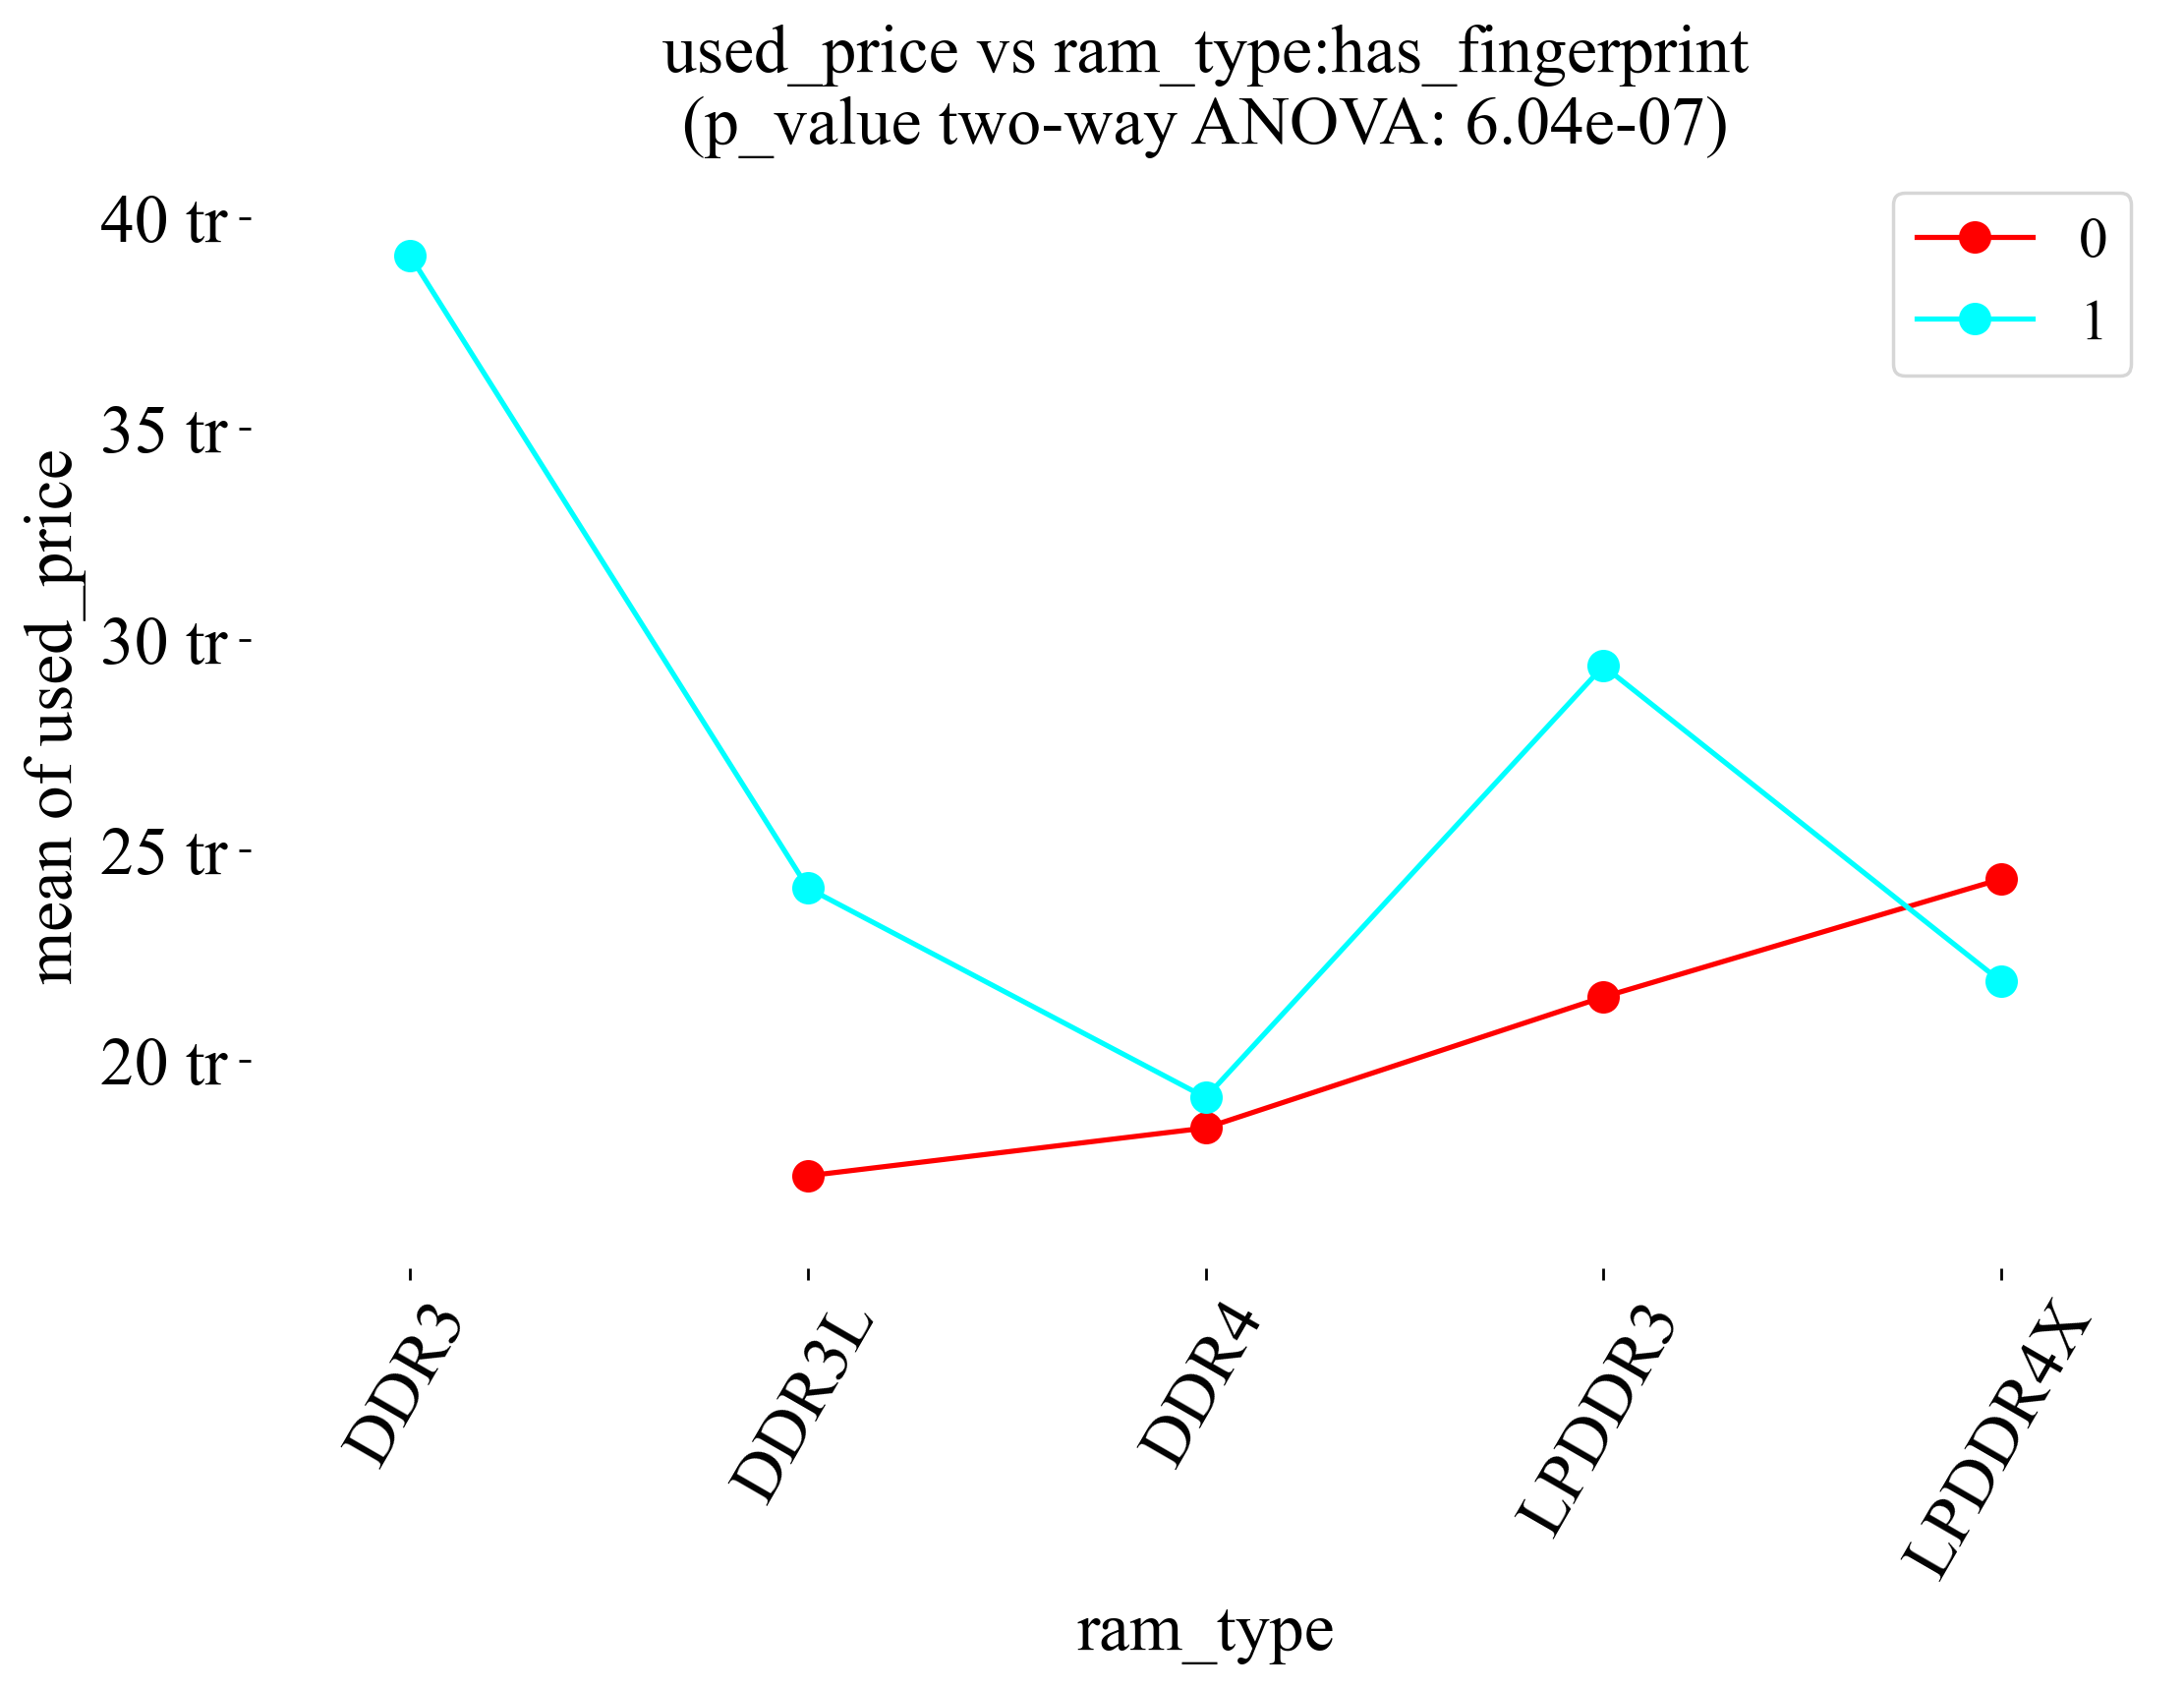 used_price vs ram_type:has_fingerprint
(p_value two-way ANOVA: 6.04e-07)
40 tr
35 tr
30 tr
25 tr
20 tr
mean of used_price
0
1
DDR3
DDR3L
DDR4
LPDDR3
LPDDR4X
ram_type